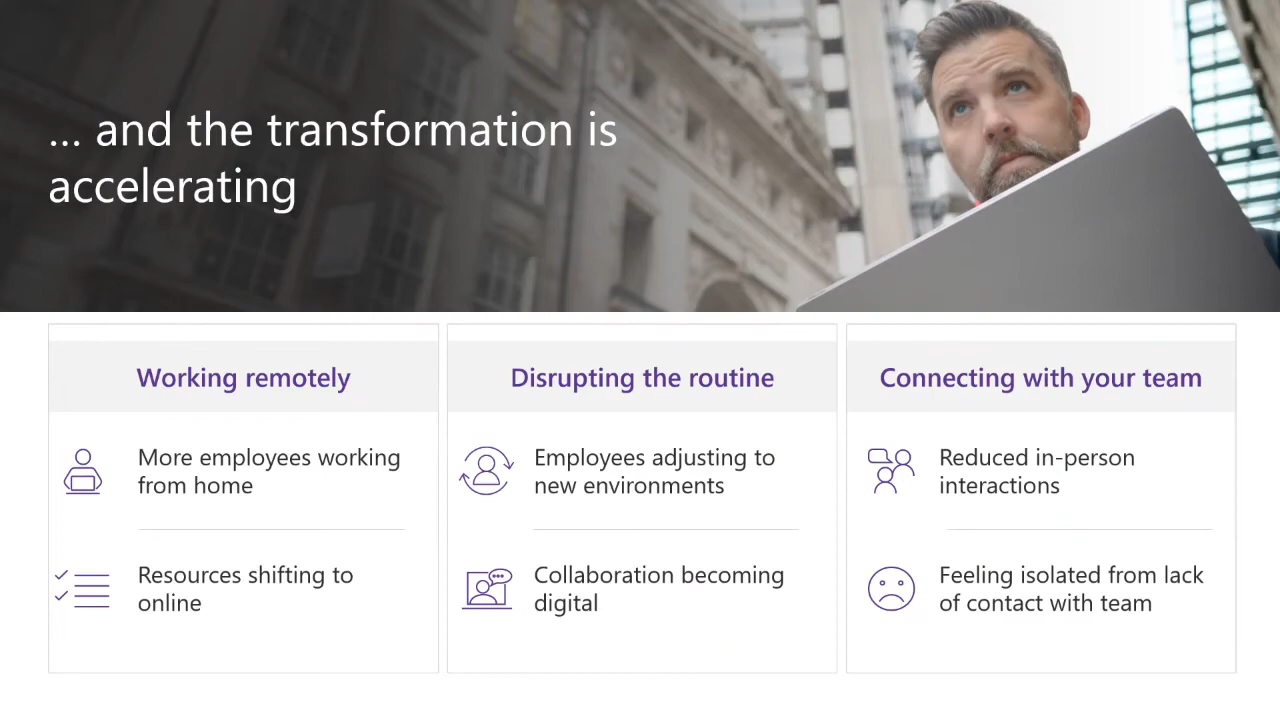 ... and the transformation is
accelerating
Working remotely
More employees working
from home
Resources shifting to
online
Disrupting the routine
Employees adjusting to
new environments
Collaboration becoming
digital
Connecting with your team
Reduced in-person
interactions
Feeling isolated from lack
of contact with team